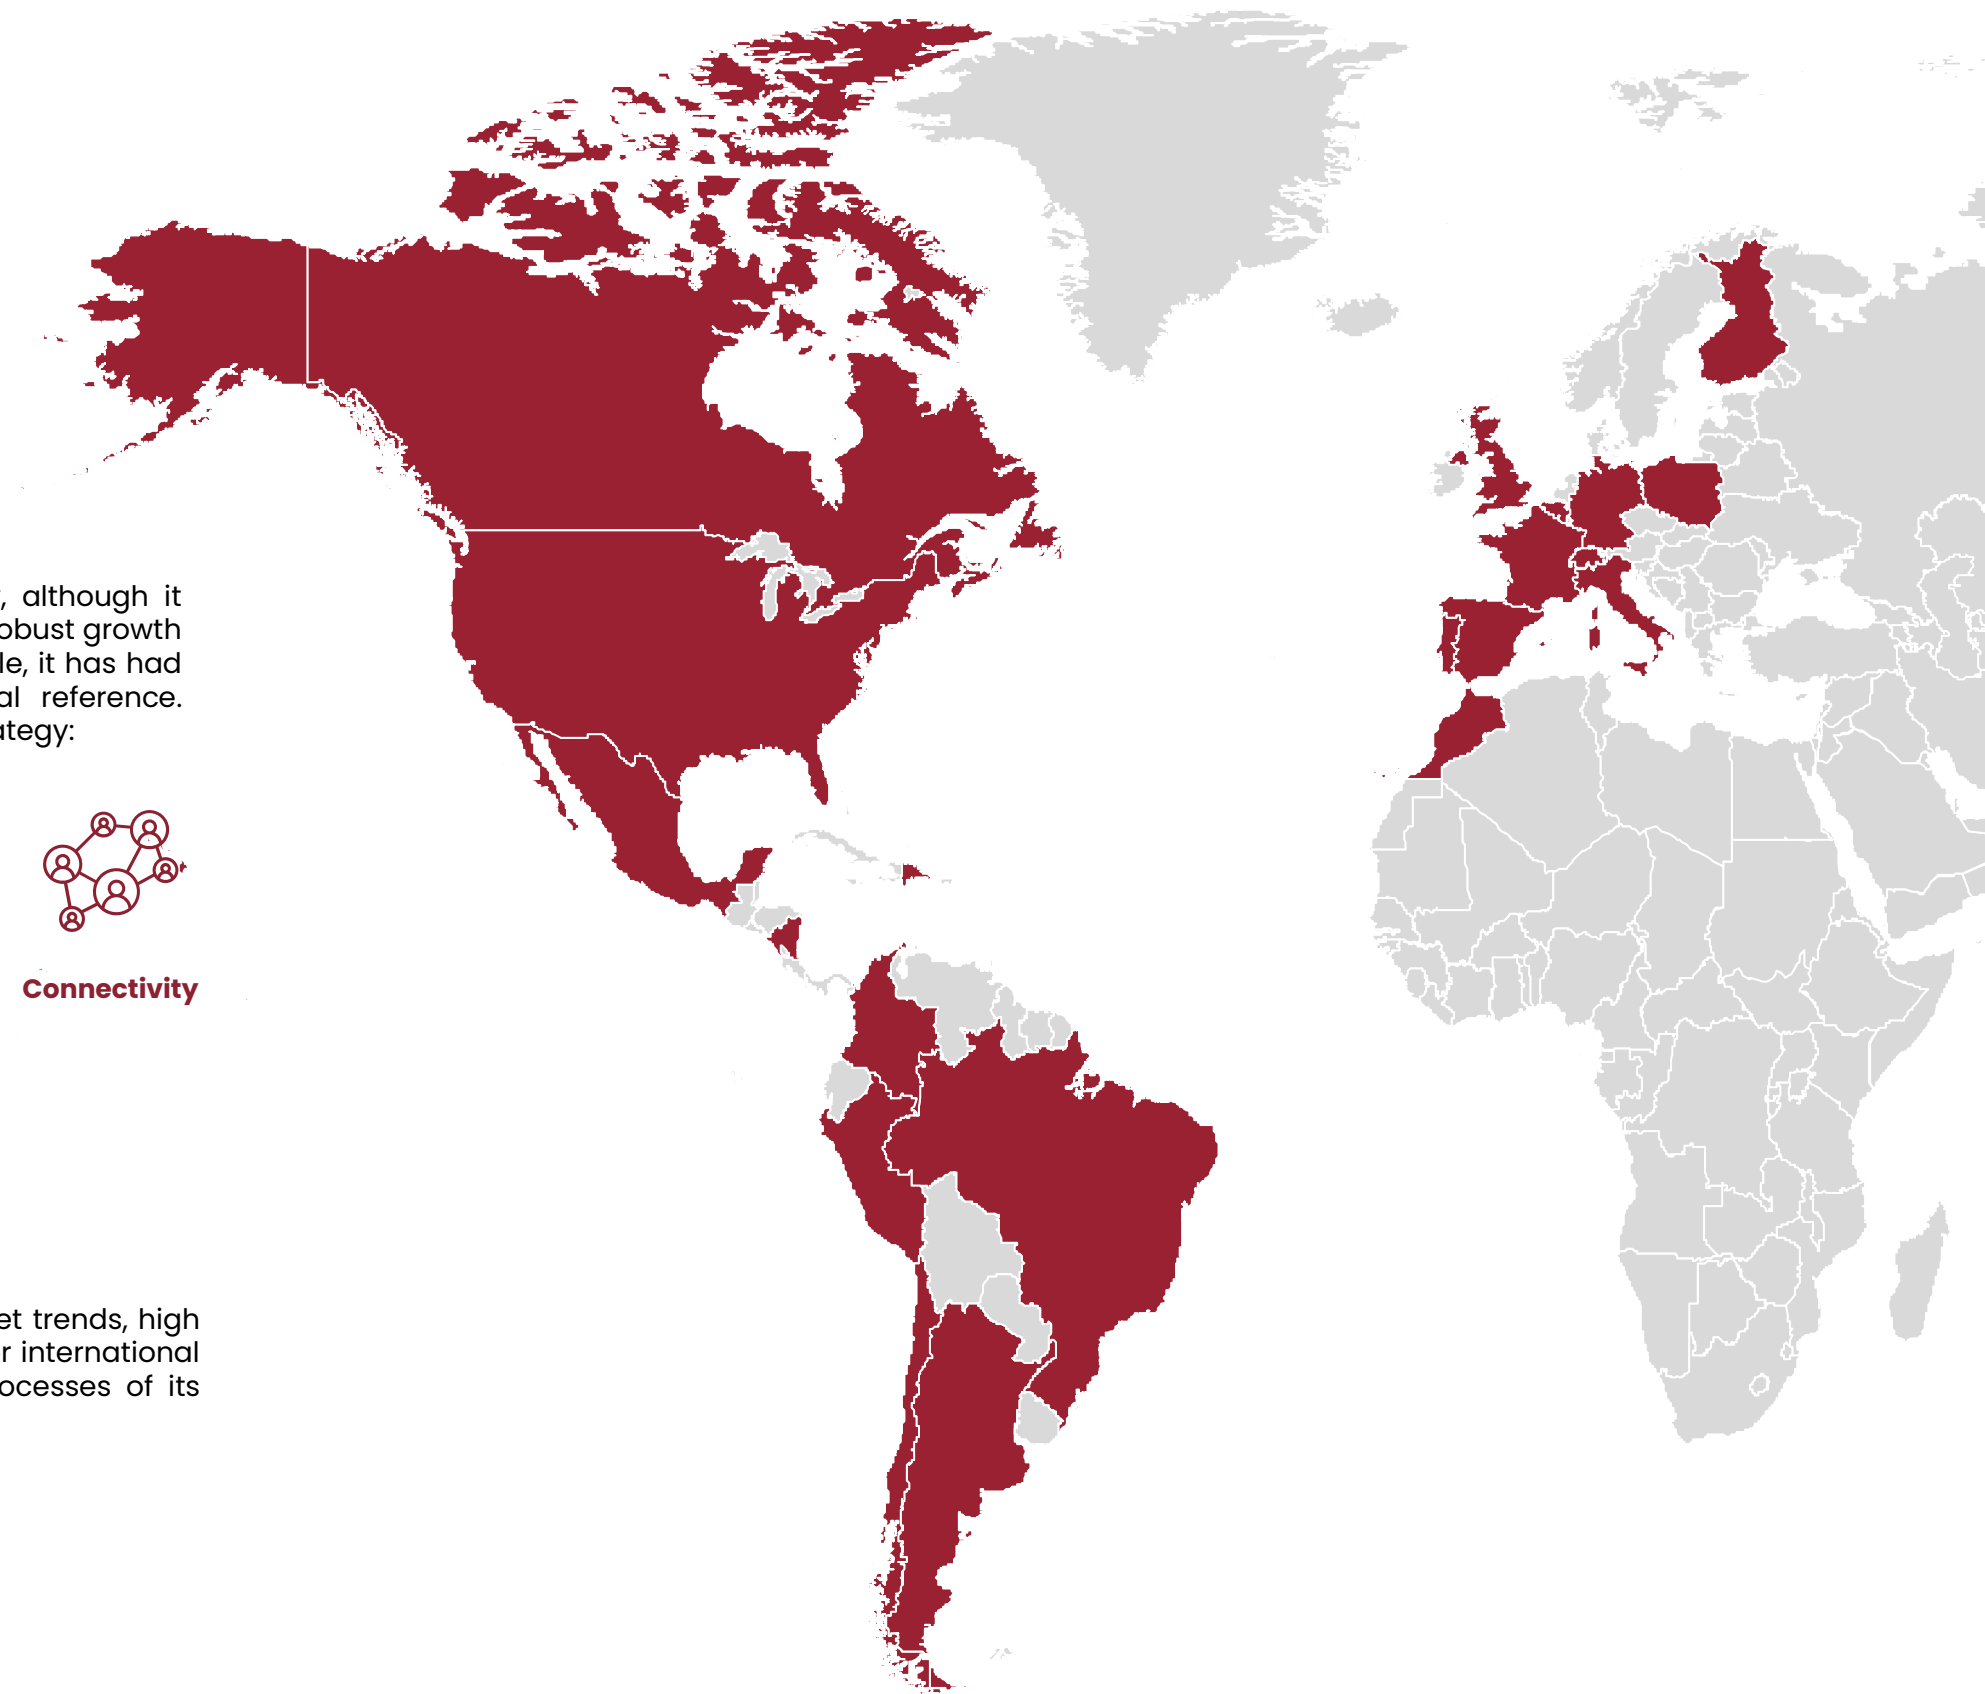 , although it
obust growth
le, it has had
al reference.
ategy:
Connectivity
et trends, high
r international
ocesses of its